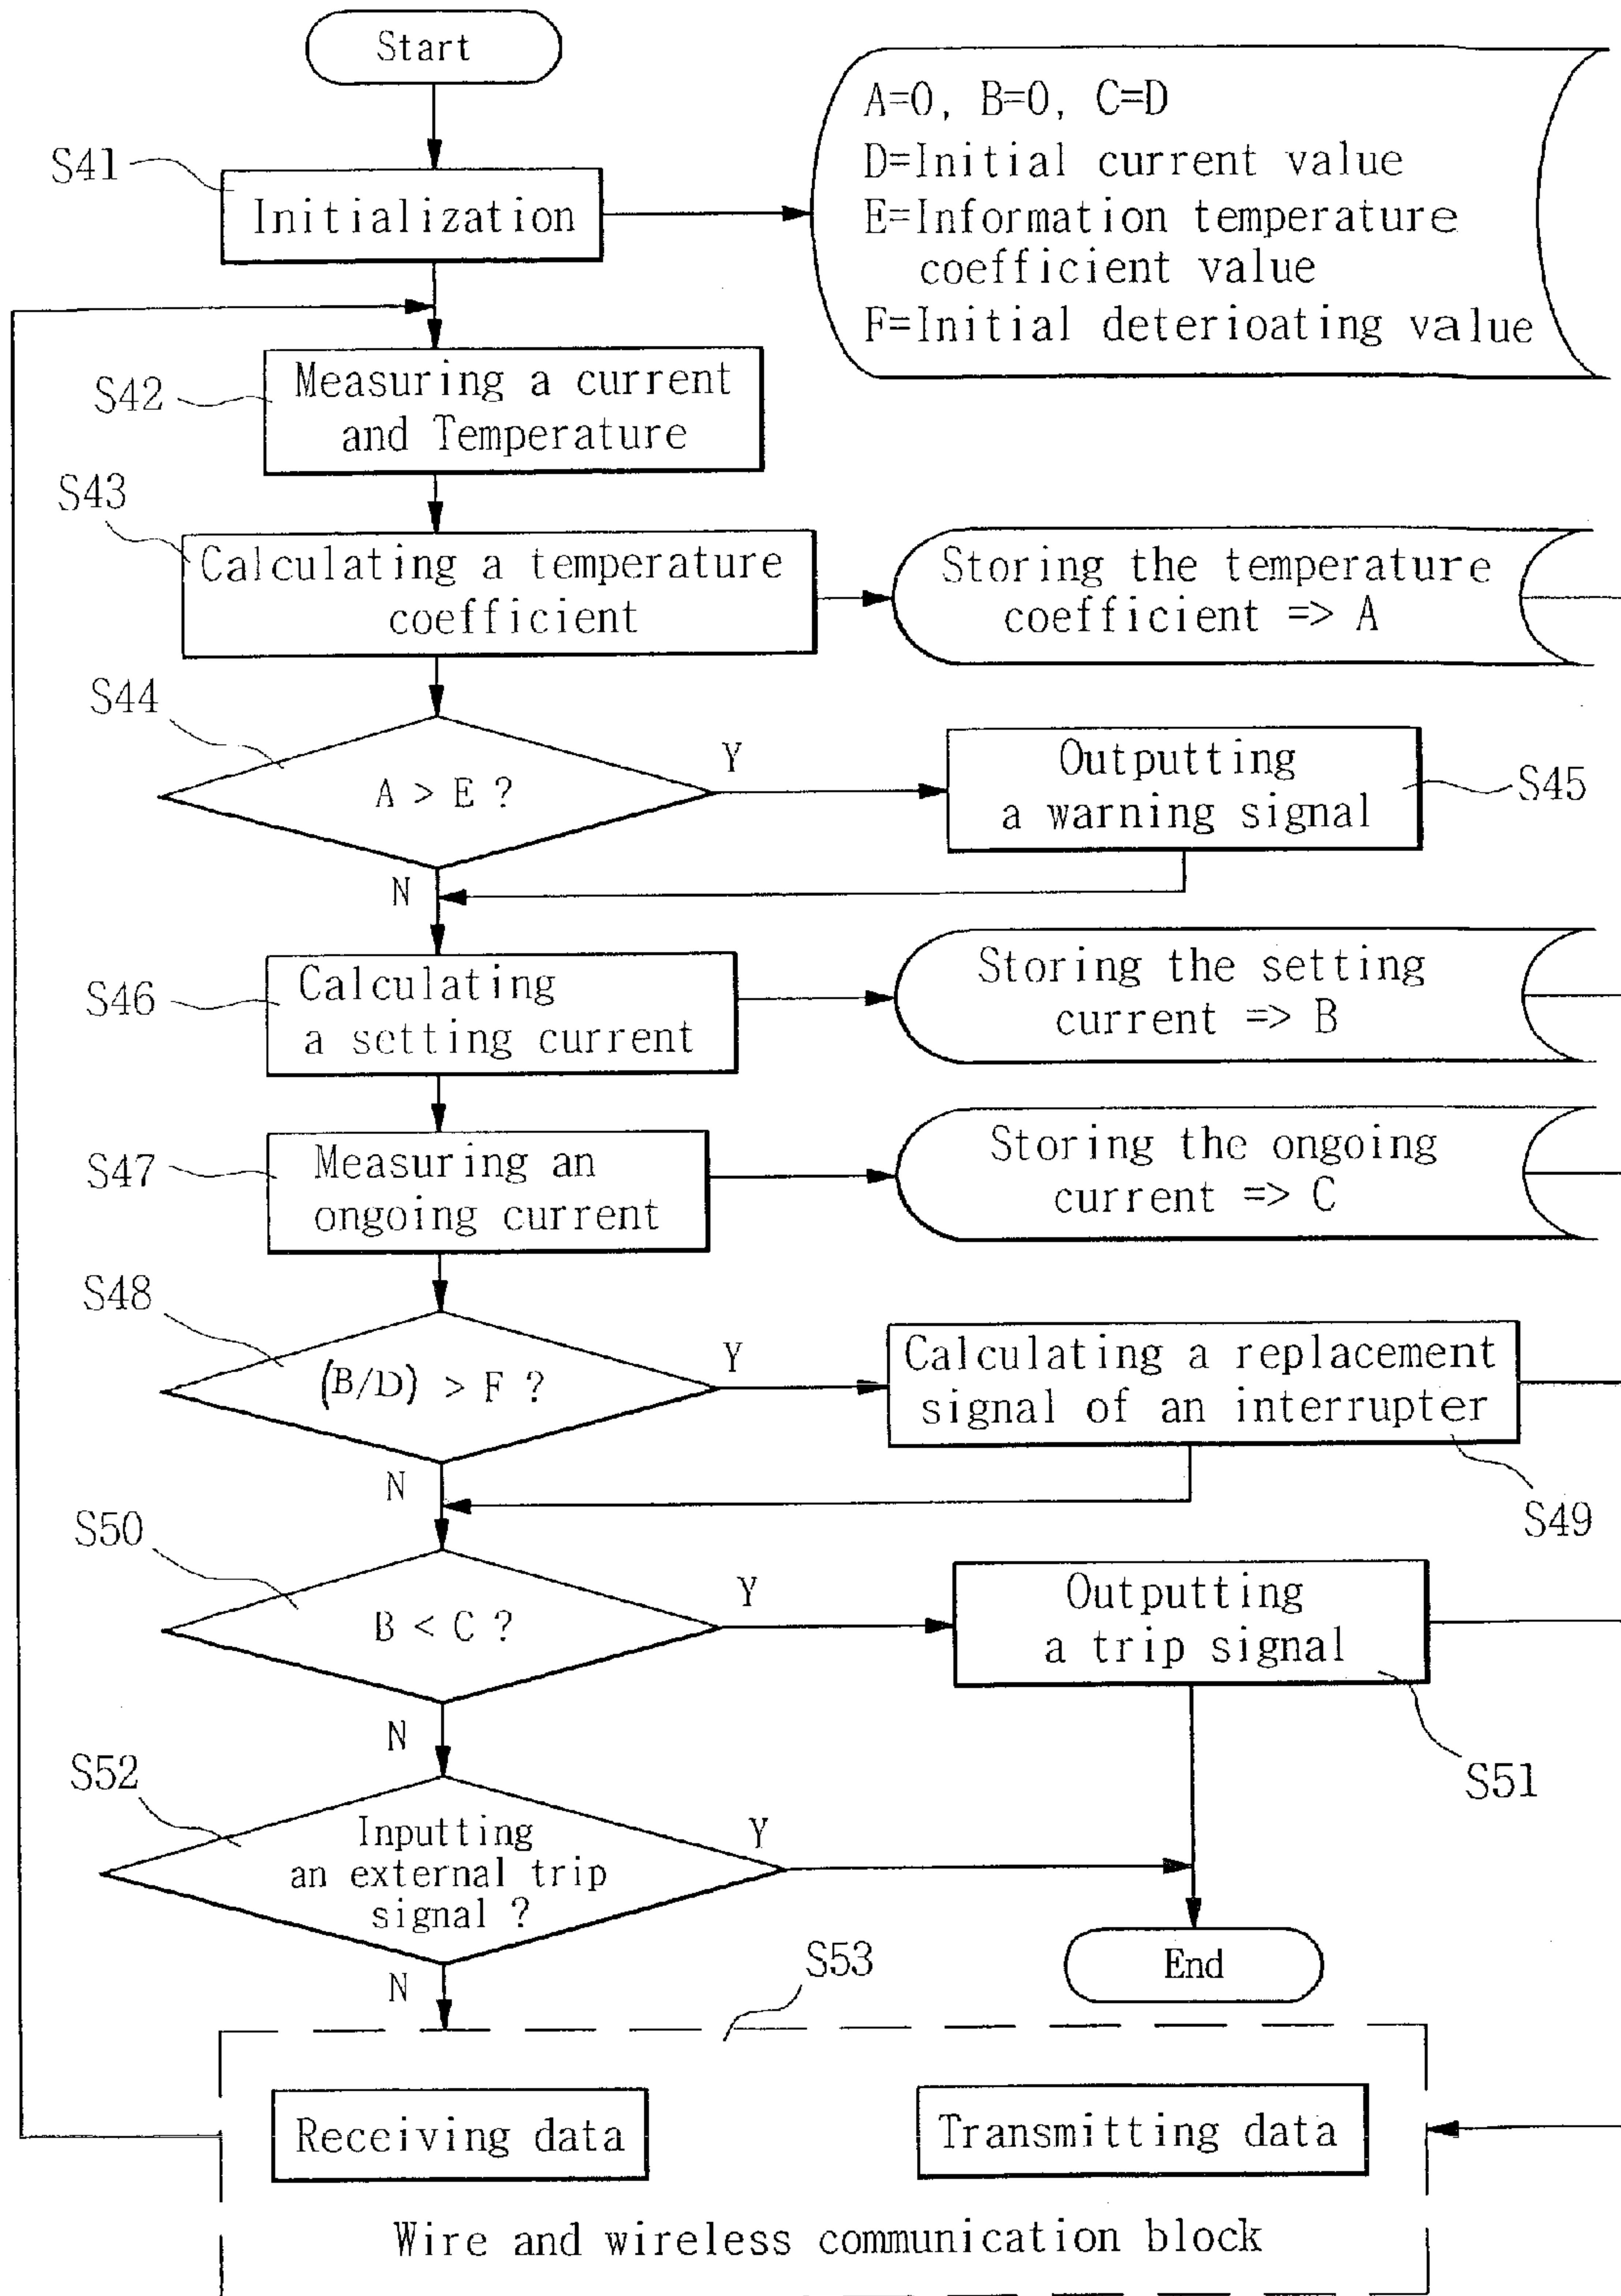 Start
A=0, B=0, C=D
D=Initial current value
E=Information temperature
coefficient value
F=Initial deterioating value
S41
Initialization
S42
Measuring a current
and Temperature
S43
Calculating a temperature
coefficient
Storing the temperature
coefficient => A
S44
A > E ?
Y
N
Outputting
a warning signal
S45
S46
Calculating
a setting current
Storing the setting
current => B
S47
Measuring an
ongoing current
Storing the ongoing
current => C
S48
(B/D) > F ?
Y
N
Calculating a replacement
signal of an interrupter
S49
S50
B < C ?
Y
N
Outputting
a trip signal
S51
S52
Inputting
an external trip
signal ?
Y
N
End
S53
Receiving data
Transmitting data
Wire and wireless communication block